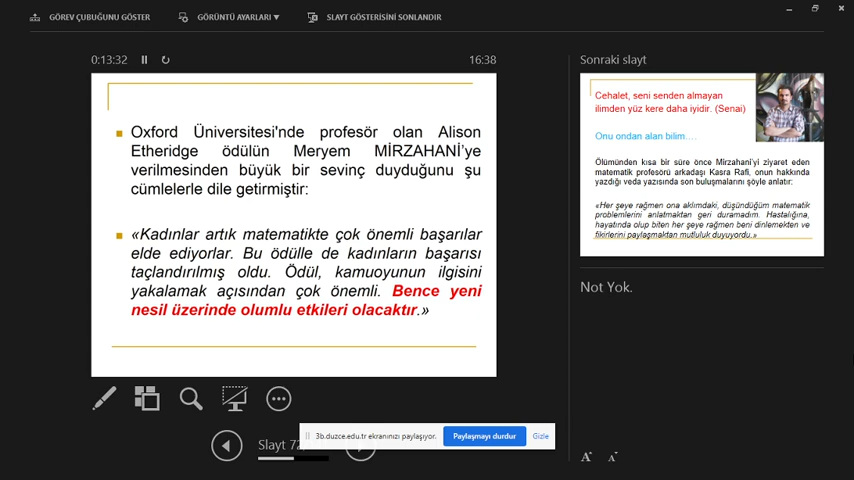 GÖREV ÇUBUĞUNU GÖSTER
GÖRÜNTÜ AYARLARI ▼
SLAYT GÖSTERİSİNİ SONLANDIR
0:13:32
16:38
Oxford Üniversitesi'nde profesör olan Alison
Etheridge ödülün Meryem MİRZAHANİ'ye
verilmesinden büyük bir sevinç duyduğunu şu
cümlelerle dile getirmiştir:
«Kadınlar artık matematikte çok önemli başarılar
elde ediyorlar. Bu ödülle de kadınların başarısı
taçlandırılmış oldu. Ödül, kamuoyunun ilgisini
yakalamak açısından çok önemli. Bence yeni
nesil üzerinde olumlu etkileri olacaktır.»
Sonraki slayt
Cehalet, seni senden almayan
ilimden yüz kere daha iyidir. (Senai)
Onu ondan alan bilim....
Ölümünden kısa bir süre önce Mirzahani'yi ziyaret eden
matematik profesörü arkadaşı Kasra Rafi, onun hakkında
yazdığı veda yazısında son buluşmalarını şöyle anlatır:
«Her şeye rağmen ona aklımdaki, düşündüğüm matematik
problemlerini anlatmaktan geri duramadım. Hastalığına,
hayatında olup biten her şeye rağmen beni dinlemekten ve
fikirlerini paylaşmaktan mutluluk duyuyordu.»
Not Yok.
Slayt 72
3b.duzce.edu.tr ekranınızı paylaşıyor.
Paylaşmayı durdur
Gizle
A A